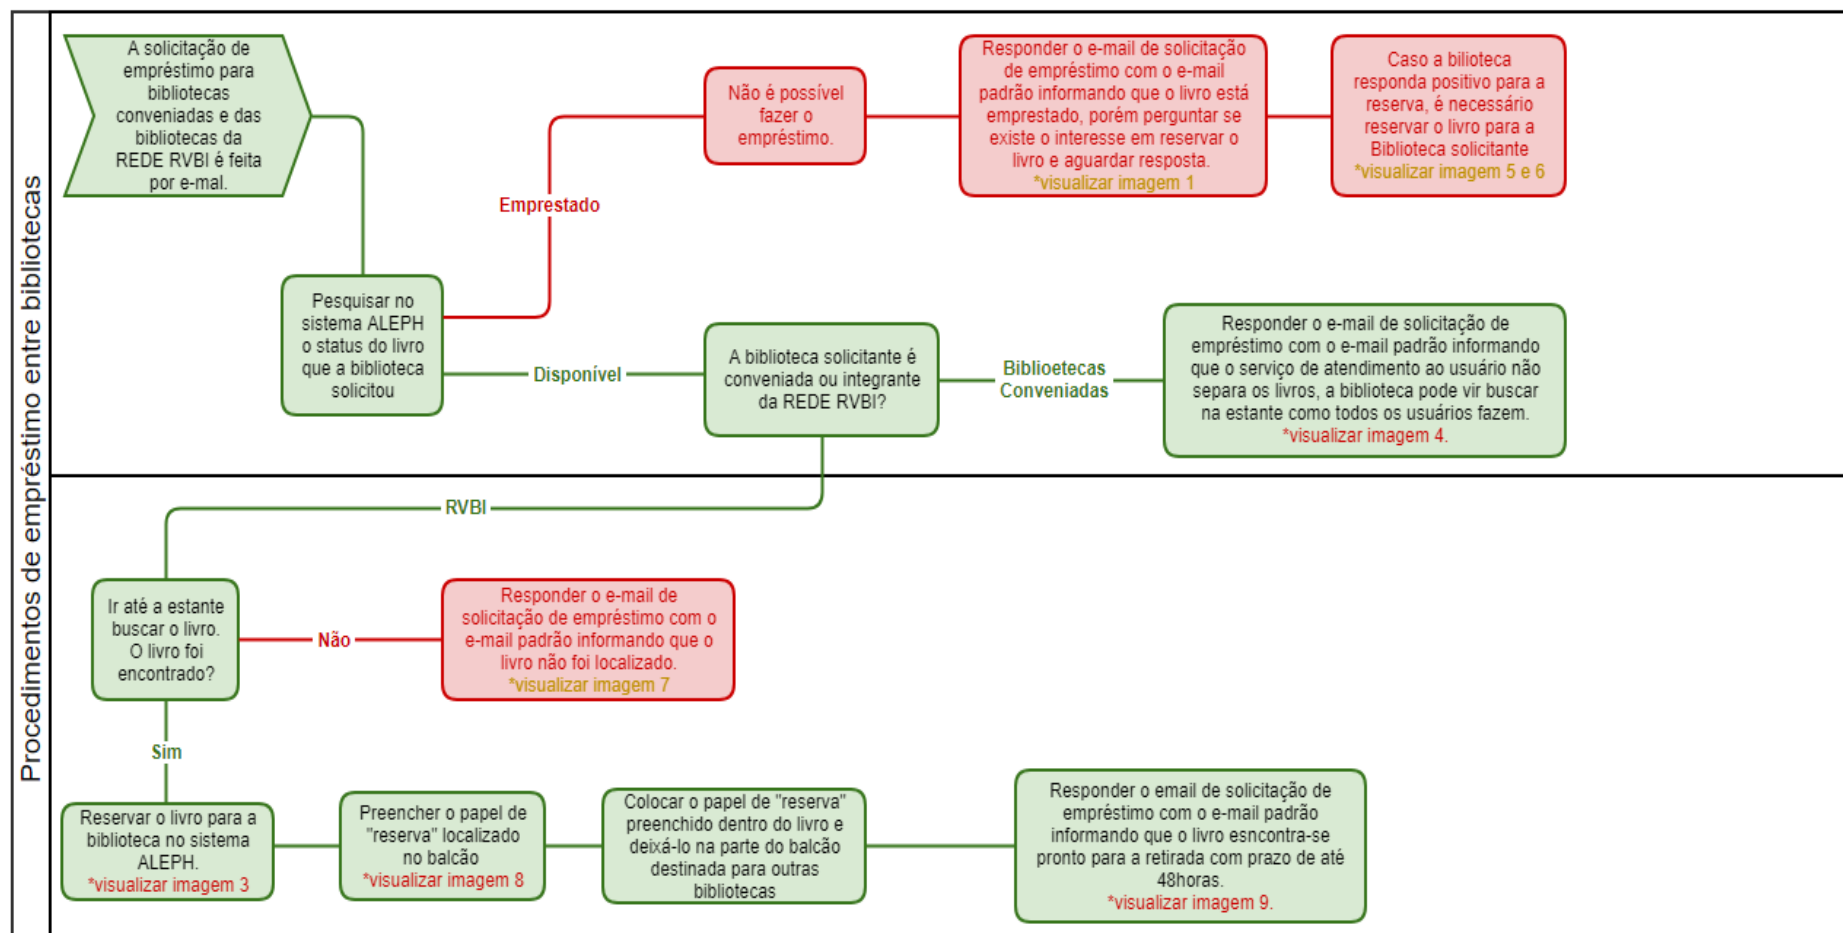 Procedimentos de empréstimo entre bibliotecas
A solicitação de
empréstimo para
bibliotecas
conveniadas e das
bibliotecas da
REDE RVBI é feita
por e-mal.
Emprestado
Não é possível
fazer o
empréstimo.
Responder o e-mail de solicitação
de empréstimo com o e-mail
padrão informando que o livro está
emprestado, porém perguntar se
existe o interesse em reservar o
livro e aguardar resposta.
*visualizar imagem 1
Caso a bilioteca
responda positivo para a
reserva, é necessário
reservar o livro para a
Biblioteca solicitante
*visualizar imagem 5 e 6
Pesquisar no
sistema ALEPH
o status do livro
que a biblioteca
solicitou
Disponível
A biblioteca solicitante é
conveniada ou integrante
da REDE RVBI?
Biblioetecas
Conveniadas
Responder o e-mail de solicitação de
empréstimo com o e-mail padrão informando
que o serviço de atendimento ao usuário não
separa os livros, a biblioteca pode vir buscar
na estante como todos os usuários fazem.
*visualizar imagem 4.
RVBI
Ir até a estante
buscar o livro.
O livro foi
encontrado?
Não
Responder o e-mail de
solicitação de empréstimo com o
e-mail padrão informando que o
livro não foi localizado.
*visualizar imagem 7
Sim
Reservar o livro para a
biblioteca no sistema
ALEPH.
*visualizar imagem 3
Preencher o papel de
"reserva" localizado
no balcão
*visualizar imagem 8
Colocar o papel de "reserva"
preenchido dentro do livro e
deixá-lo na parte do balcão
destinada para outras
bibliotecas
Responder o email de solicitação de
empréstimo com o e-mail padrão
informando que o livro esncontra-se
pronto para a retirada com prazo de até
48horas.
*visualizar imagem 9.